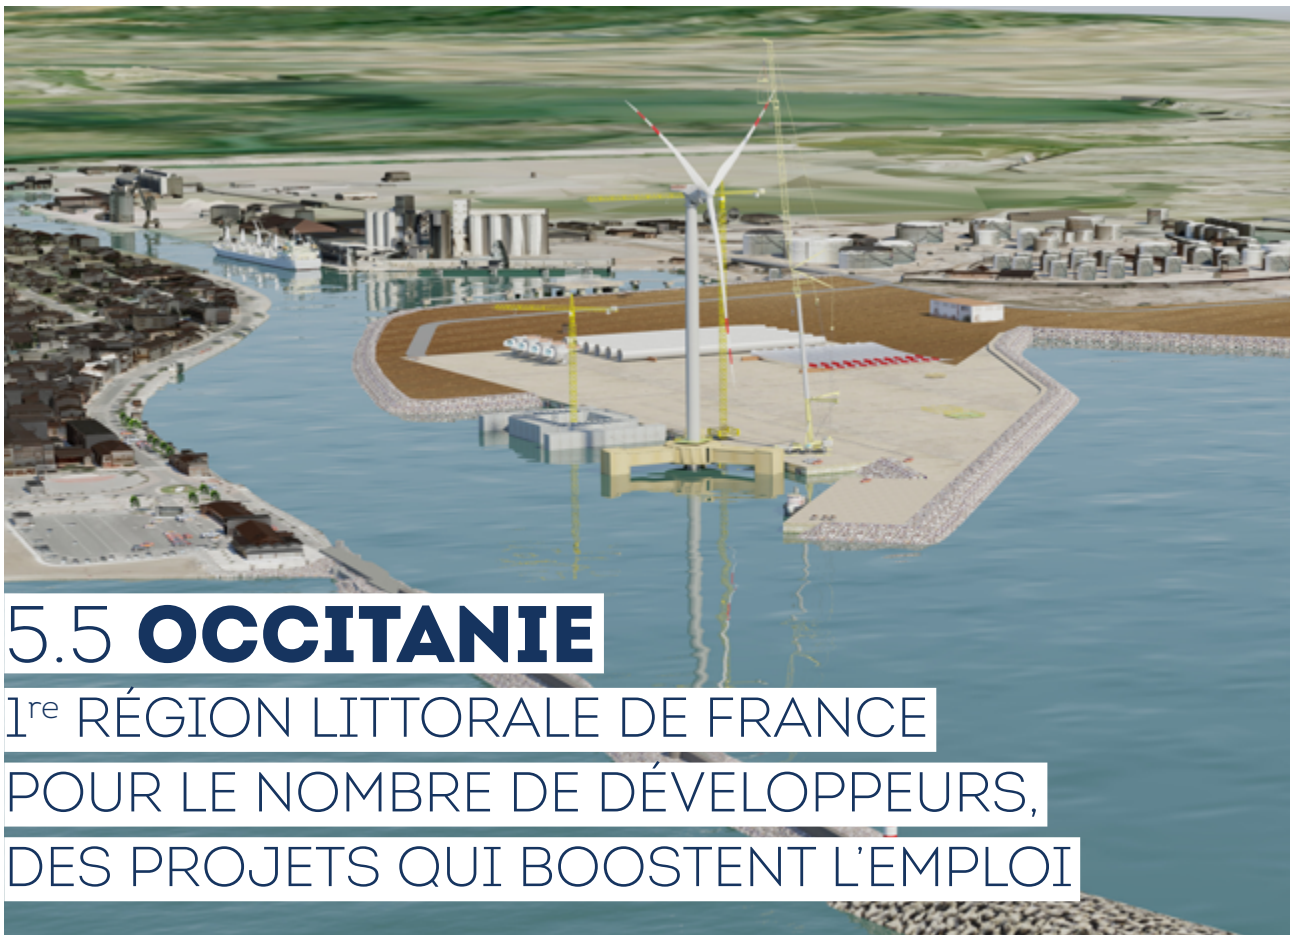 5.5 OCCITANIE
1re RÉGION LITTORALE DE FRANCE
POUR LE NOMBRE DE DÉVELOPPEURS,
DES PROJETS QUI BOOSTENT L’EMPLOI